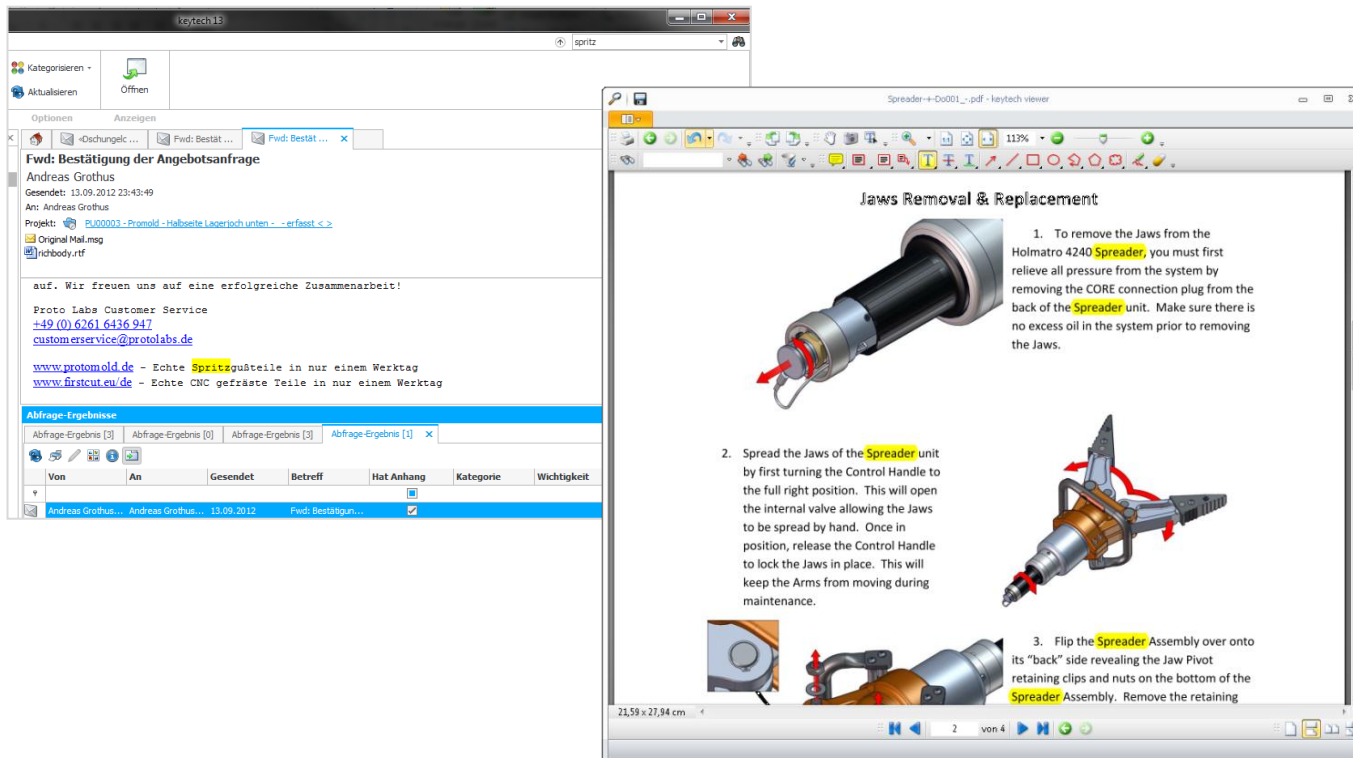 keytech 13
spritz
Kategorisieren
Aktualisieren
Öffnen
Optionen Anzeigen
«Dschungelc ... Fwd: Bestät ... Fwd: Bestät ...
Fwd: Bestätigung der Angebotsanfrage
Andreas Grothus
Gesendet: 13.09.2012 23:43:49
An: Andreas Grothus
Projekt: PU00003 - Promold - Halbseite Lagerjoch unten - - erfasst < >
Original Mail.msg
richbody.rtf
auf. Wir freuen uns auf eine erfolgreiche Zusammenarbeit!
Proto Labs Customer Service
+49 (0) 6261 6436 947
customerservice@protolabs.de
www.protomold.de - Echte Spritzgußteile in nur einem Werktag
www.firstcut.eu/de - Echte CNC gefräste Teile in nur einem Werktag
Abfrage-Ergebnisse
Abfrage-Ergebnis [3] Abfrage-Ergebnis [0] Abfrage-Ergebnis [3] Abfrage-Ergebnis [1]
Von An Gesendet Betreff Hat Anhang Kategorie Wichtigkeit
Andreas Grothus... Andreas Grothus... 13.09.2012 Fwd: Bestätigun...
Spreader-+-Do001_-.pdf - keytech viewer
113%
Jaws Removal & Replacement
1. To remove the Jaws from the
Holmatro 4240 Spreader, you must first
relieve all pressure from the system by
removing the CORE connection plug from the
back of the Spreader unit. Make sure there is
no excess oil in the system prior to removing
the Jaws.
2. Spread the Jaws of the Spreader unit
by first turning the Control Handle to
the full right position. This will open
the internal valve allowing the Jaws
to be spread by hand. Once in
position, release the Control Handle
to lock the Jaws in place. This will
keep the Arms from moving during
maintenance.
3. Flip the Spreader Assembly over onto
its “back” side revealing the Jaw Pivot
retaining clips and nuts on the bottom of the
Spreader Assembly. Remove the retaining
21,59 x 27,94 cm
2 von 4